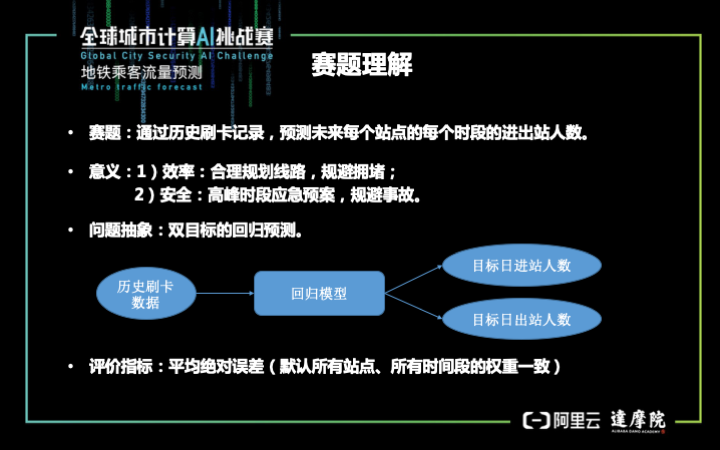 全球城市计算AI挑战赛
Global City Security AI Challenge
地铁乘客流量预测
Metro traffic forecast
赛题理解
• 赛题：通过历史刷卡记录，预测未来每个站点的每个时段的进出站人数。
• 意义：1）效率：合理规划线路，规避拥堵；
2）安全：高峰时段应急预案，规避事故。
• 问题抽象：双目标的回归预测。
历史刷卡
数据
回归模型
目标日进站人数
目标日出站人数
• 评价指标：平均绝对误差（默认所有站点、所有时间段的权重一致）
阿里云
达摩院
ALIBABA DAMO ACADEMY